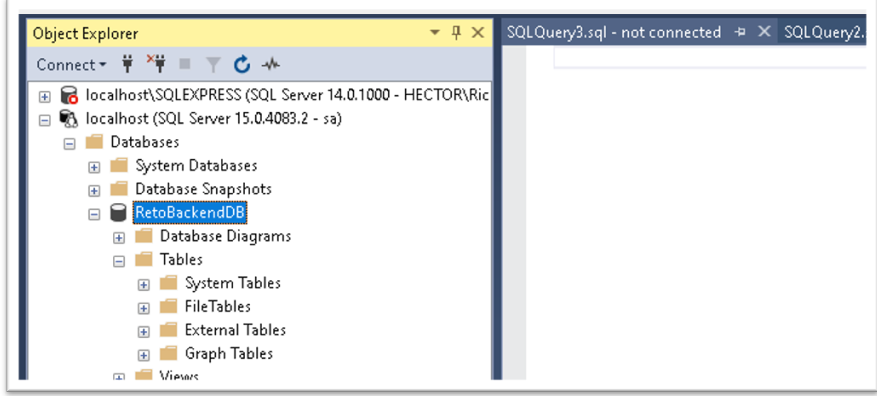 Object Explorer
SQLQuery3.sql - not connected
SQLQuery2.
Connect
localhost\SQLEXPRESS (SQL Server 14.0.1000 - HECTOR\Ric
localhost (SQL Server 15.0.4083.2 - sa)
Databases
System Databases
Database Snapshots
RetoBackendDB
Database Diagrams
Tables
System Tables
FileTables
External Tables
Graph Tables
Views